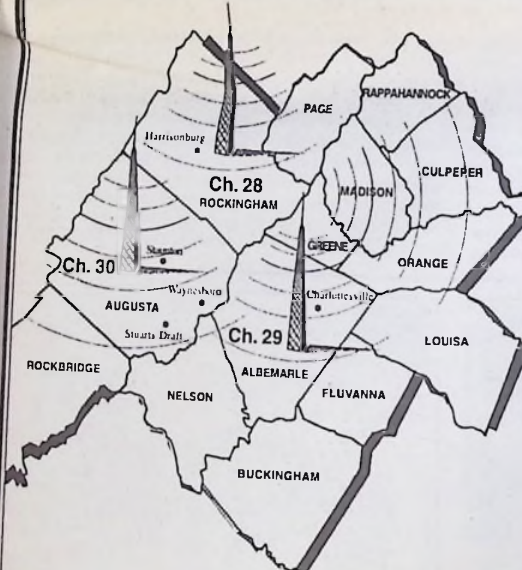 PAGE
RAPPAHANNOCK
Harrisonburg
CULPEPER
Ch. 28
MADISON
ROCKINGHAM
GREENE
ORANGE
Staunton
Ch. 30
Waynesboro
Charlottesville
AUGUSTA
Ch. 29
Stuarts Draft
LOUISA
ROCKBRIDGE
ALBEMARLE
NELSON
FLUVANNA
BUCKINGHAM